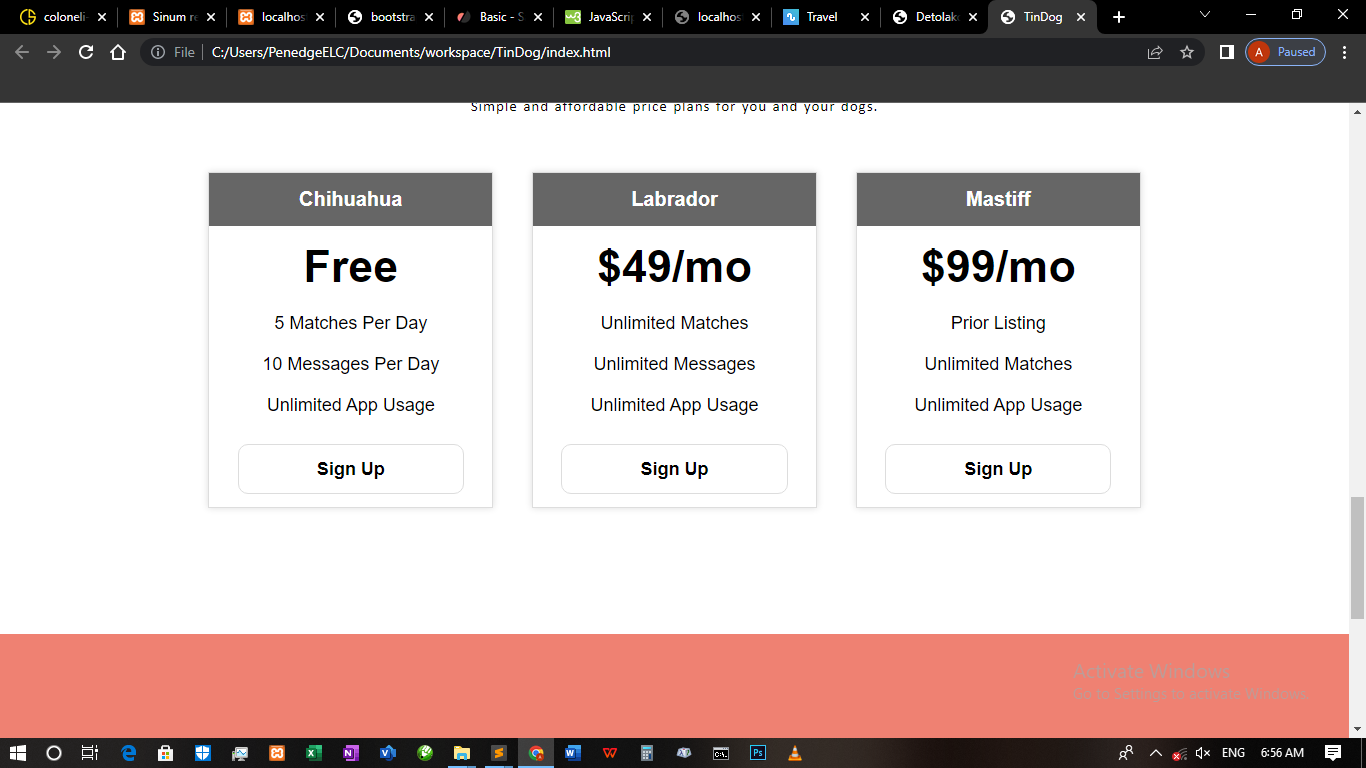 coloneli
Sinum re
localhos
bootstra
Basic - S
JavaScri
localhos
Travel
Detolak
TinDog
File
C:/Users/PenedgeELC/Documents/workspace/TinDog/index.html
A
Paused
Simple and affordable price plans for you and your dogs.
Chihuahua
Free
5 Matches Per Day
10 Messages Per Day
Unlimited App Usage
Sign Up
Labrador
$49/mo
Unlimited Matches
Unlimited Messages
Unlimited App Usage
Sign Up
Mastiff
$99/mo
Prior Listing
Unlimited Matches
Unlimited App Usage
Sign Up
Activate Windows
Go to Settings to activate Windows.
ENG
6:56 AM